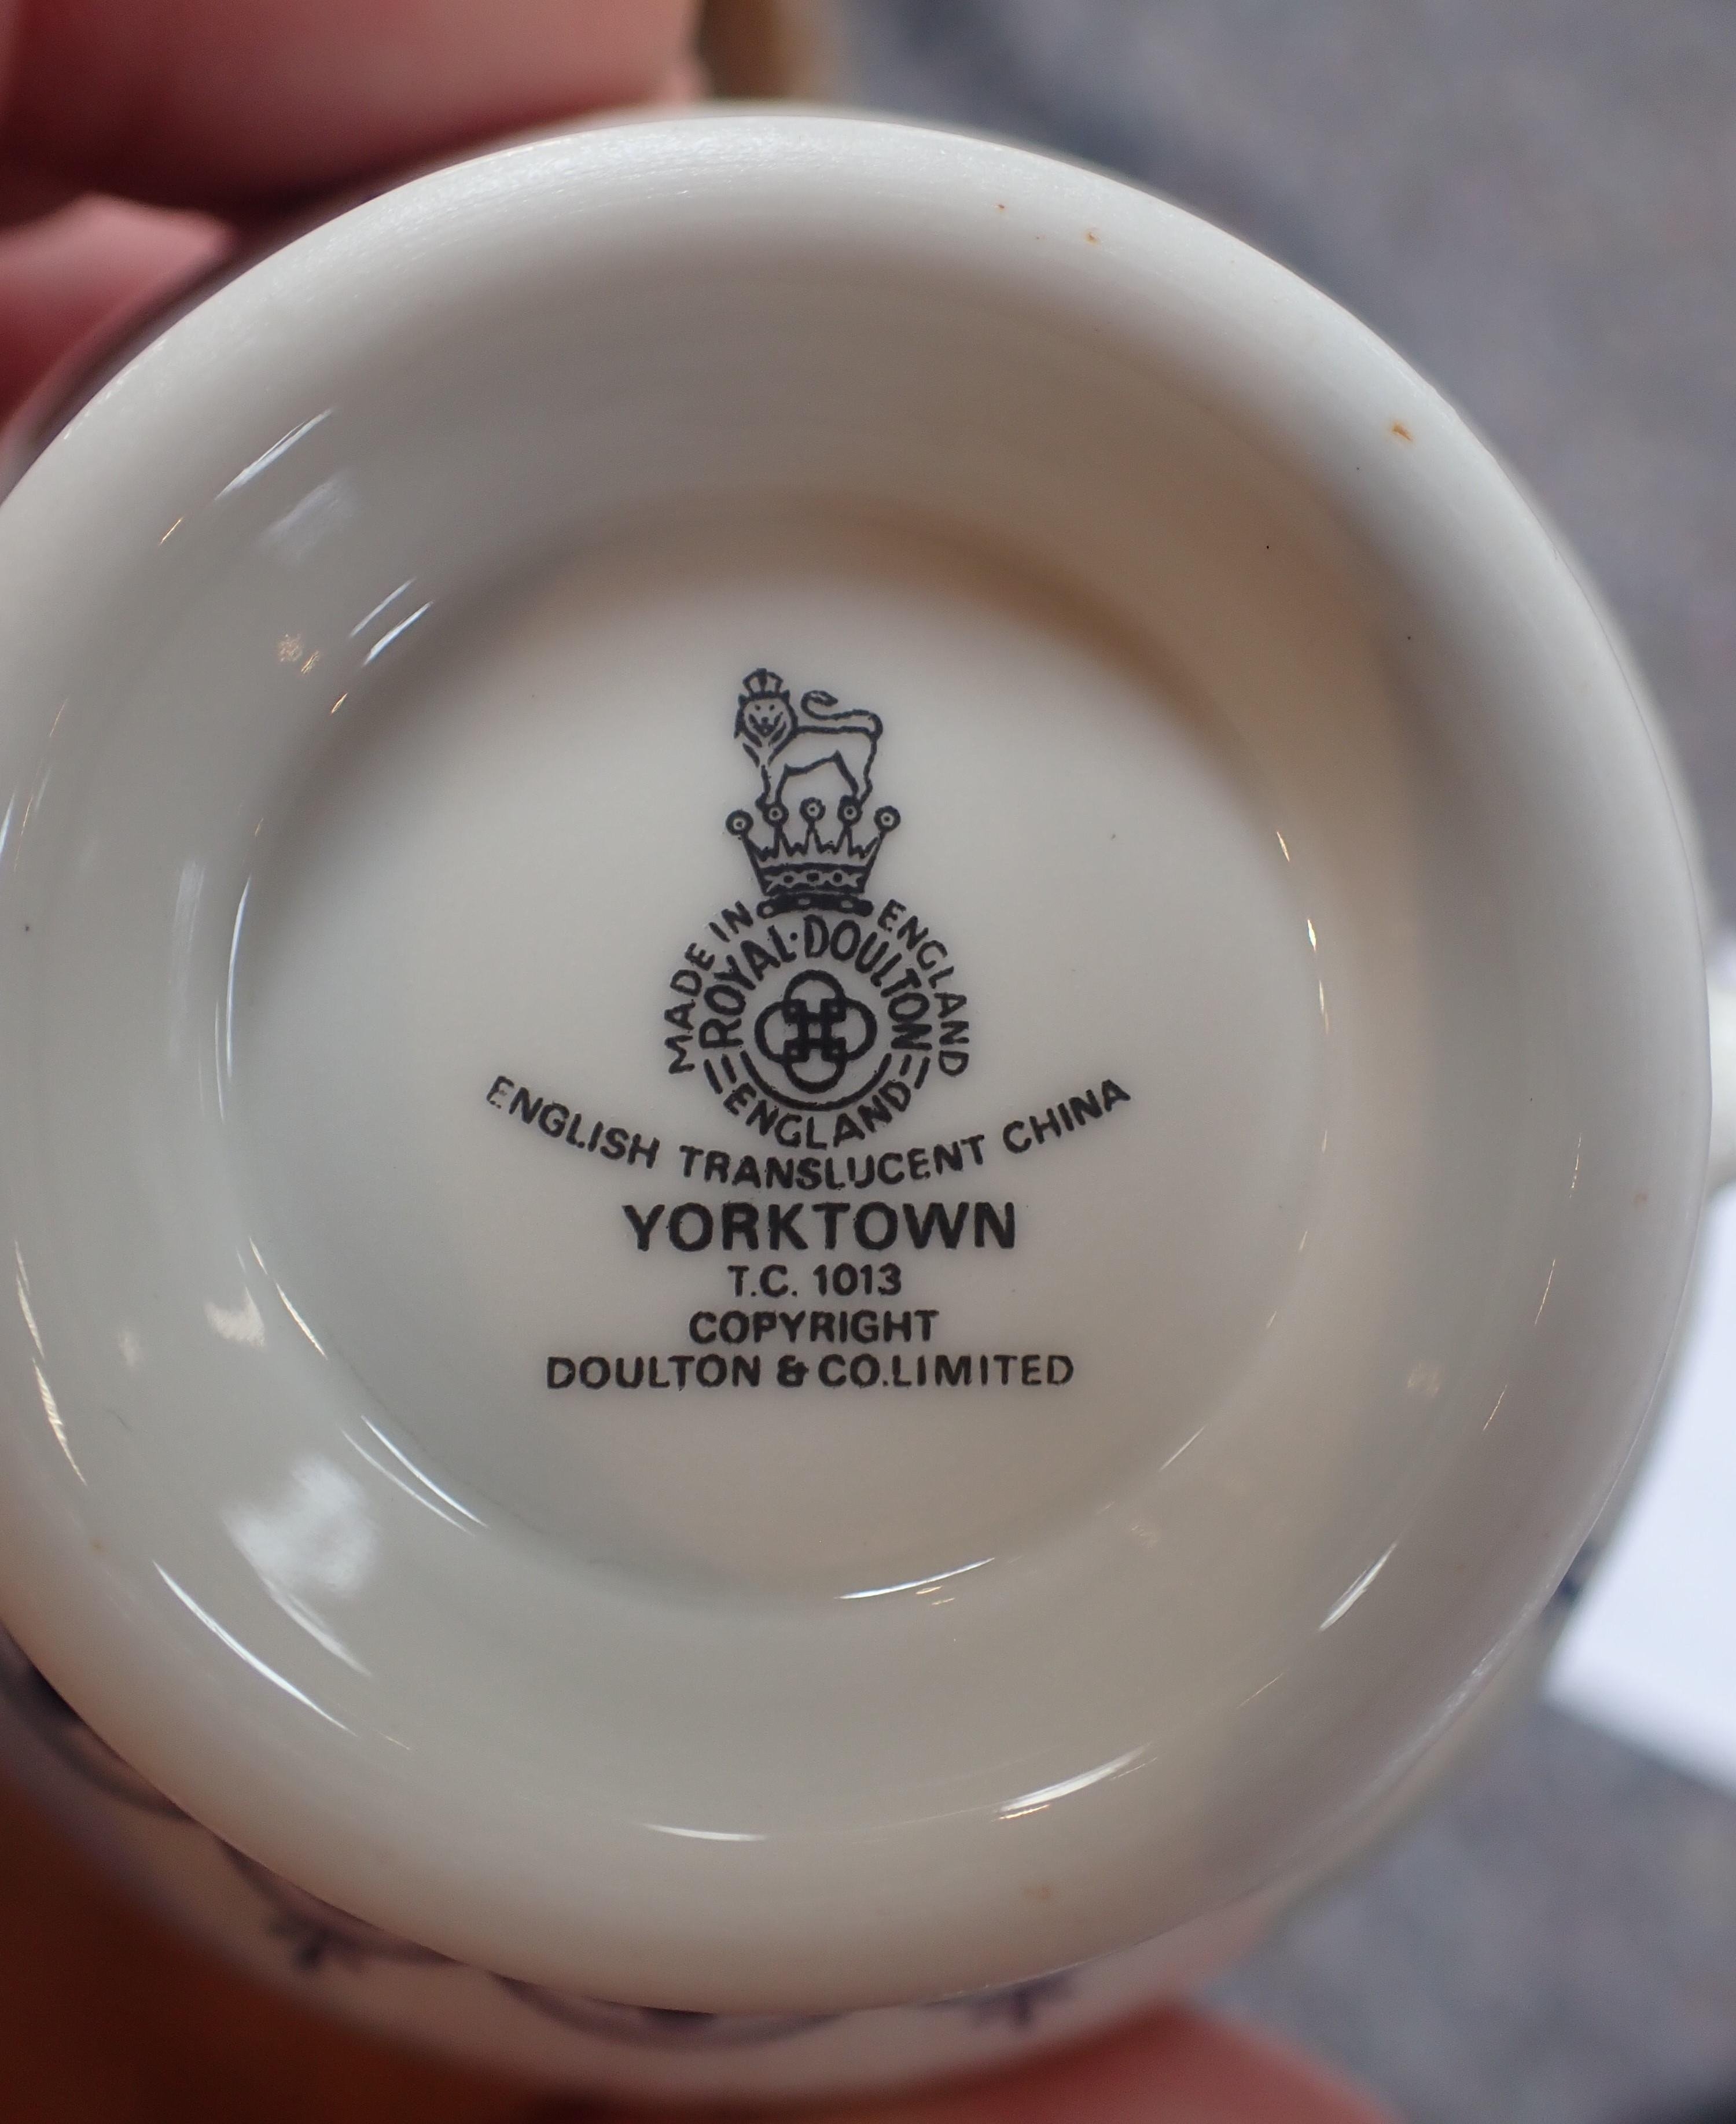 MADE IN ENGLAND
ROYAL·DOULTON
ENGLAND
ENGLISH TRANSLUCENT CHINA
YORKTOWN
T.C. 1013
COPYRIGHT
DOULTON & CO.LIMITED